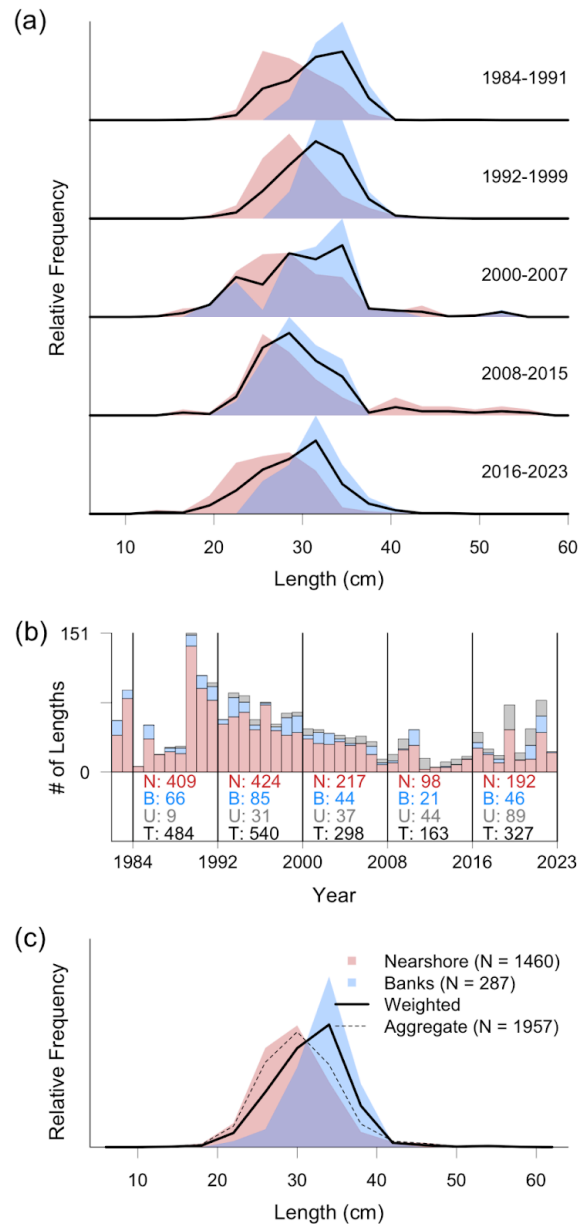 (a)
1984-1991
1992-1999
2000-2007
2008-2015
2016-2023
Relative Frequency
10 20 30 40 50 60
Length (cm)
(b)
151
0
# of Lengths
N: 409 N: 424 N: 217 N: 98 N: 192
B: 66 B: 85 B: 44 B: 21 B: 46
U: 9 U: 31 U: 37 U: 44 U: 89
T: 484 T: 540 T: 298 T: 163 T: 327
1984 1992 2000 2008 2016 2023
Year
(c)
Nearshore (N = 1460)
Banks (N = 287)
Weighted
Aggregate (N = 1957)
Relative Frequency
10 20 30 40 50 60
Length (cm)